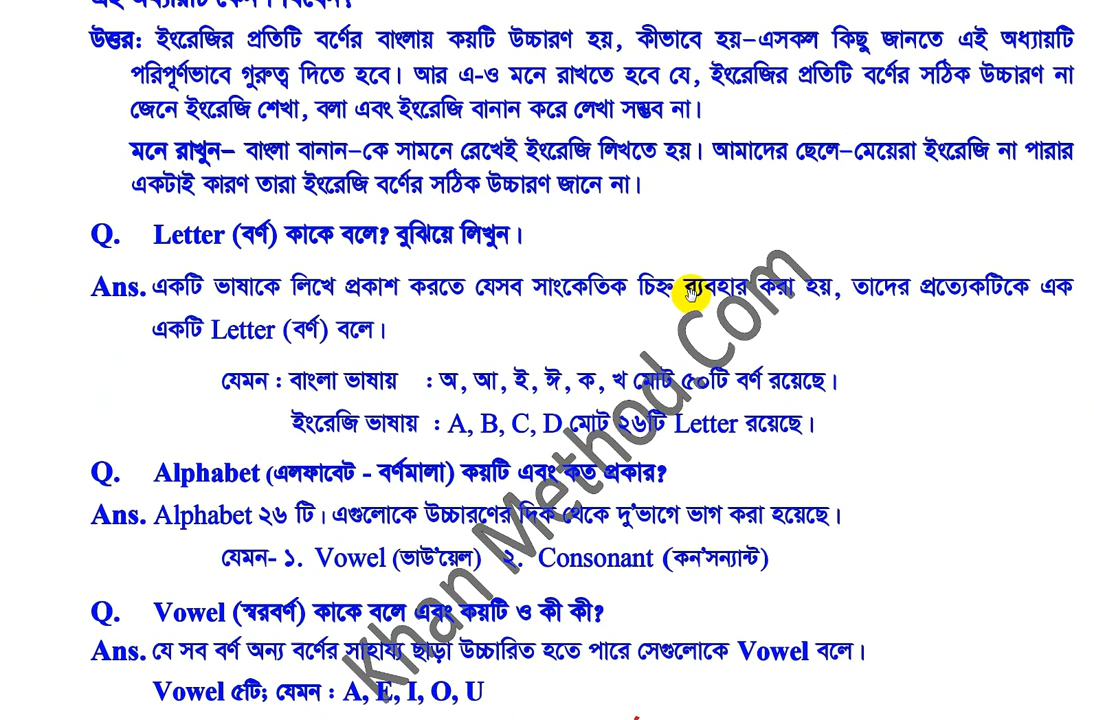 এই অধ্যায়টি কেন শিখবেন?
উত্তর: ইংরেজির প্রতিটি বর্ণের বাংলায় কয়টি উচ্চারণ হয়, কীভাবে হয়–এসকল কিছু জানতে এই অধ্যায়টি
পরিপূর্ণভাবে গুরুত্ব দিতে হবে। আর এ-ও মনে রাখতে হবে যে, ইংরেজির প্রতিটি বর্ণের সঠিক উচ্চারণ না
জেনে ইংরেজি শেখা, বলা এবং ইংরেজি বানান করে লেখা সম্ভব না।
মনে রাখুন– বাংলা বানান–কে সামনে রেখেই ইংরেজি লিখতে হয়। আমাদের ছেলে–মেয়েরা ইংরেজি না পারার
একটাই কারণ তারা ইংরেজি বর্ণের সঠিক উচ্চারণ জানে না।
Q. Letter (বর্ণ) কাকে বলে? বুঝিয়ে লিখুন।
Ans. একটি ভাষাকে লিখে প্রকাশ করতে যেসব সাংকেতিক চিহ্ন ব্যবহার করা হয়, তাদের প্রত্যেকটিকে এক
একটি Letter (বর্ণ) বলে।
যেমন : বাংলা ভাষায় : অ, আ, ই, ঈ, ক, খ মোট ৫০টি বর্ণ রয়েছে।
ইংরেজি ভাষায় : A, B, C, D মোট ২৬টি Letter রয়েছে।
Q. Alphabet (এলফাবেট - বর্ণমালা) কয়টি এবং কত প্রকার?
Ans. Alphabet ২৬ টি। এগুলোকে উচ্চারণের দিক থেকে দু'ভাগে ভাগ করা হয়েছে।
যেমন- ১. Vowel (ভাউ'য়েল) ২. Consonant (কন'সন্যান্ট)
Q. Vowel (স্বরবর্ণ) কাকে বলে এবং কয়টি ও কী কী?
Ans. যে সব বর্ণ অন্য বর্ণের সাহায্য ছাড়া উচ্চারিত হতে পারে সেগুলোকে Vowel বলে।
Vowel ৫টি; যেমন : A, E, I, O, U
Khan Method.Com